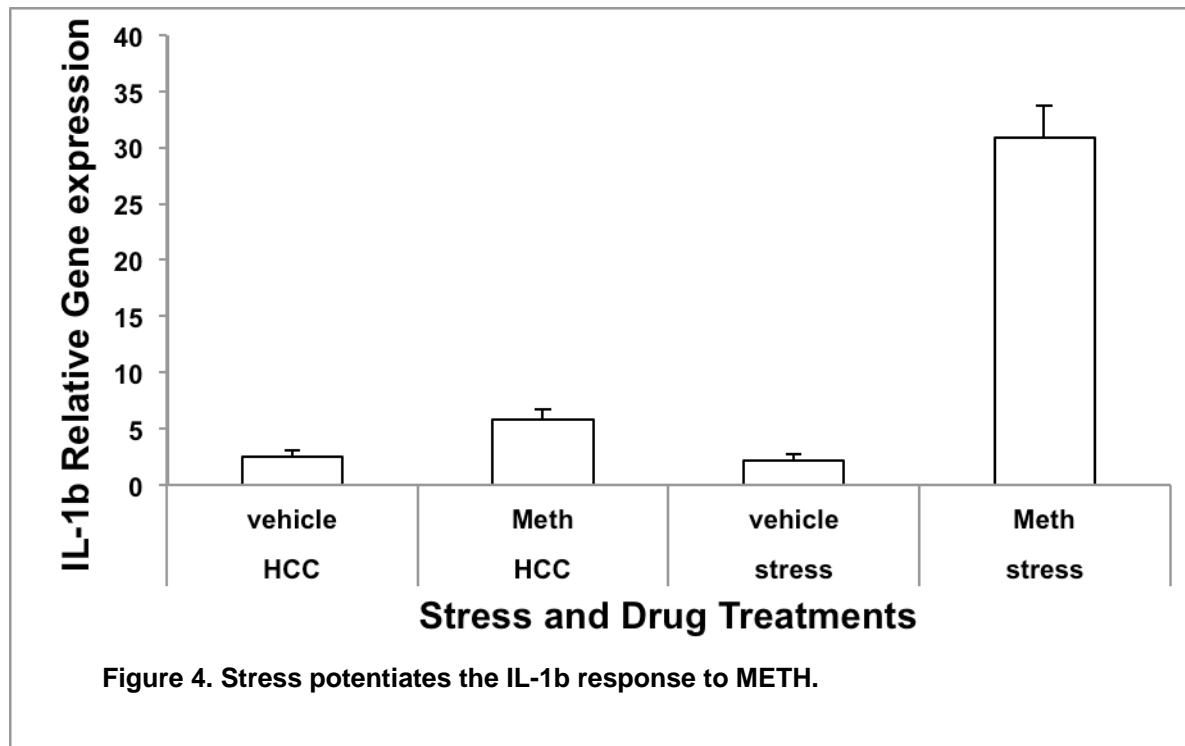 IL-1b Relative Gene expression
40
35
30
25
20
15
10
5
0
vehicle Meth vehicle Meth
HCC HCC stress stress
Stress and Drug Treatments
Figure 4. Stress potentiates the IL-1b response to METH.